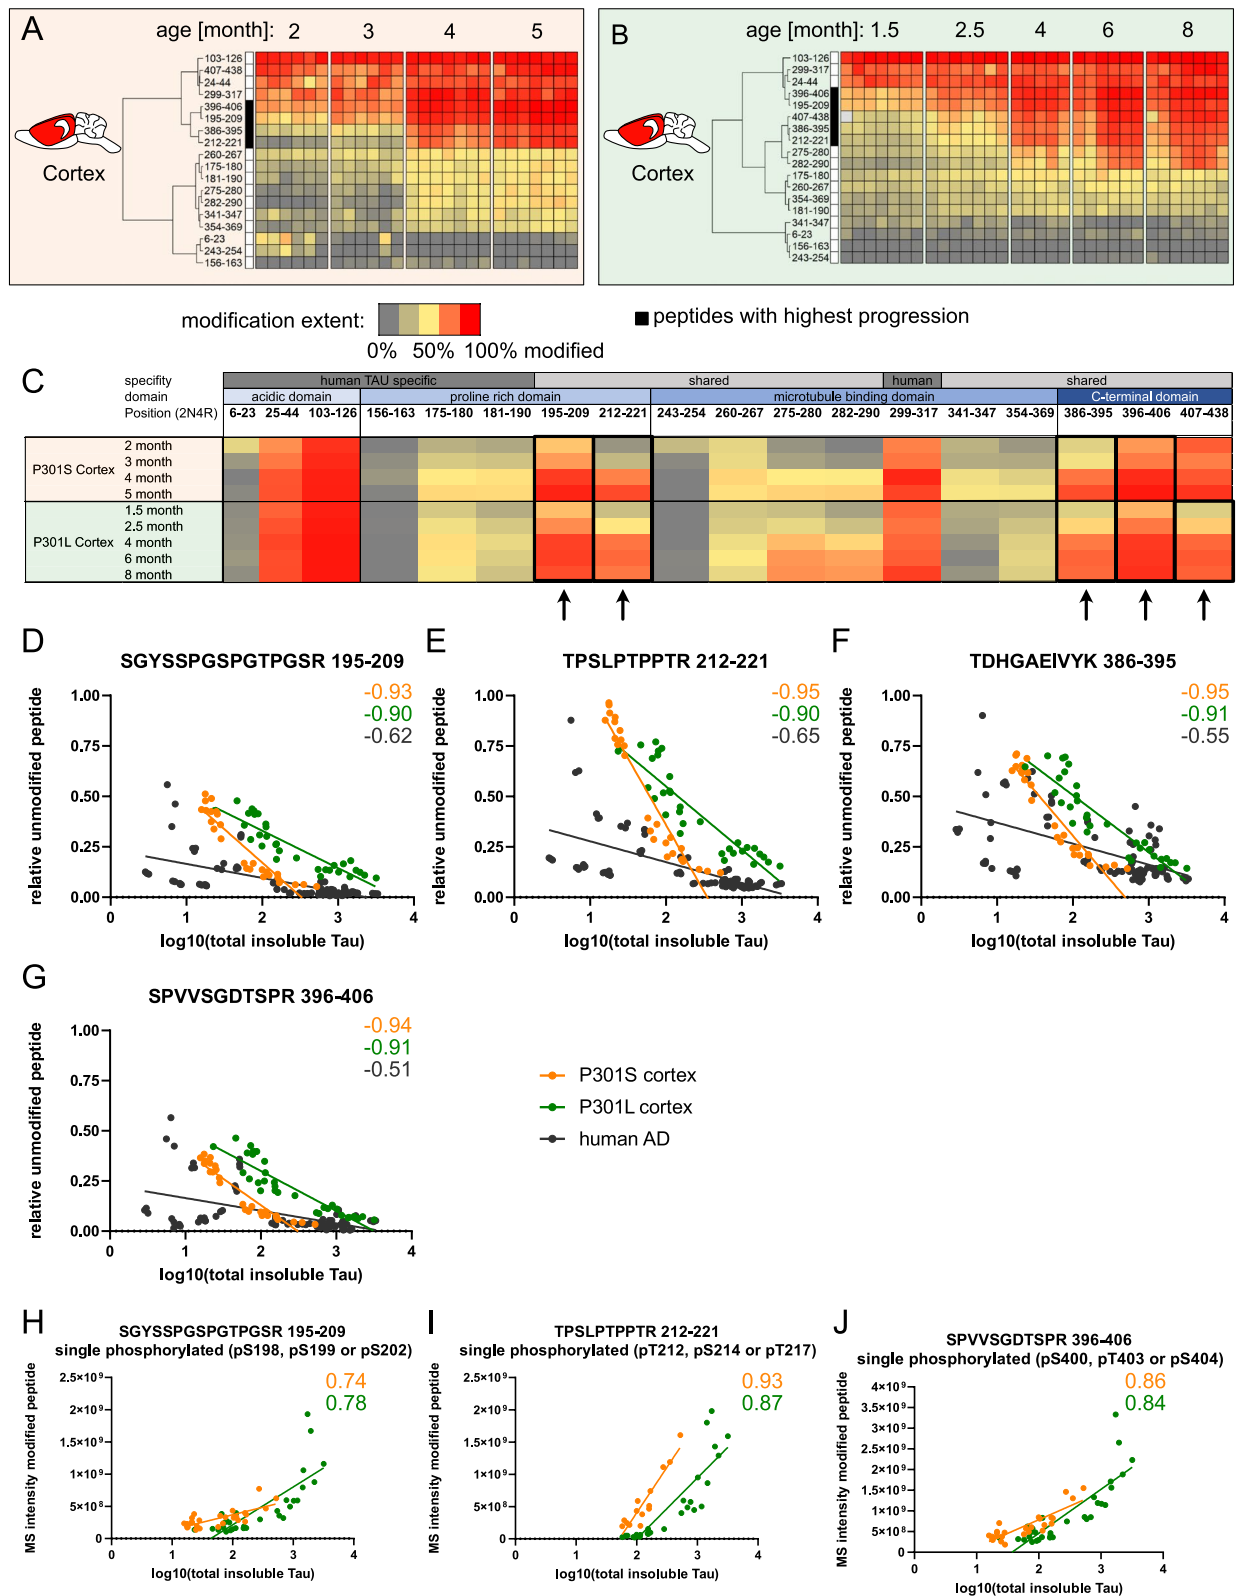 A
age [month]: 2 3 4 5
103-126
407-438
24-44
299-317
396-406
195-209
386-395
212-221
260-267
175-180
181-190
275-280
282-290
341-347
354-369
6-23
243-254
156-163
Cortex
B
age [month]: 1.5 2.5 4 6 8
103-126
299-317
24-44
396-406
195-209
407-438
386-395
212-221
275-280
282-290
175-180
260-267
354-369
181-190
341-347
6-23
156-163
243-254
Cortex
modification extent:
0% 50% 100% modified
peptides with highest progression
C
specifity human TAU specific shared human shared
domain acidic domain proline rich domain microtubule binding domain C-terminal domain
Position (2N4R) 6-23 25-44 103-126 156-163 175-180 181-190 195-209 212-221 243-254 260-267 275-280 282-290 299-317 341-347 354-369 386-395 396-406 407-438
P301S Cortex
2 month
3 month
4 month
5 month
P301L Cortex
1.5 month
2.5 month
4 month
6 month
8 month
D
SGYSSPGSPGTPGSR 195-209
-0.93
-0.90
-0.62
relative unmodified peptide
1.00
0.75
0.50
0.25
0.00
0 1 2 3 4
log10(total insoluble Tau)
E
TPSLPTPPTR 212-221
-0.95
-0.90
-0.65
relative unmodified peptide
1.00
0.75
0.50
0.25
0.00
0 1 2 3 4
log10(total insoluble Tau)
F
TDHGAEIVYK 386-395
-0.95
-0.91
-0.55
relative unmodified peptide
1.00
0.75
0.50
0.25
0.00
0 1 2 3 4
log10(total insoluble Tau)
G
SPVVSGDTSPR 396-406
-0.94
-0.91
-0.51
relative unmodified peptide
1.00
0.75
0.50
0.25
0.00
0 1 2 3 4
log10(total insoluble Tau)
P301S cortex
P301L cortex
human AD
H
SGYSSPGSPGTPGSR 195-209
single phosphorylated (pS198, pS199 or pS202)
0.74
0.78
MS intensity modified peptide
2.5×10⁹
2×10⁹
1.5×10⁹
1×10⁹
5×10⁸
0
0 1 2 3 4
log10(total insoluble Tau)
I
TPSLPTPPTR 212-221
single phosphorylated (pT212, pS214 or pT217)
0.93
0.87
MS intensity modified peptide
2.5×10⁹
2×10⁹
1.5×10⁹
1×10⁹
5×10⁸
0
0 1 2 3 4
log10(total insoluble Tau)
J
SPVVSGDTSPR 396-406
single phosphorylated (pS400, pT403 or pS404)
0.86
0.84
MS intensity modified peptide
4×10⁹
3.5×10⁹
3×10⁹
2.5×10⁹
2×10⁹
1.5×10⁹
1×10⁹
5×10⁸
0
0 1 2 3 4
log10(total insoluble Tau)